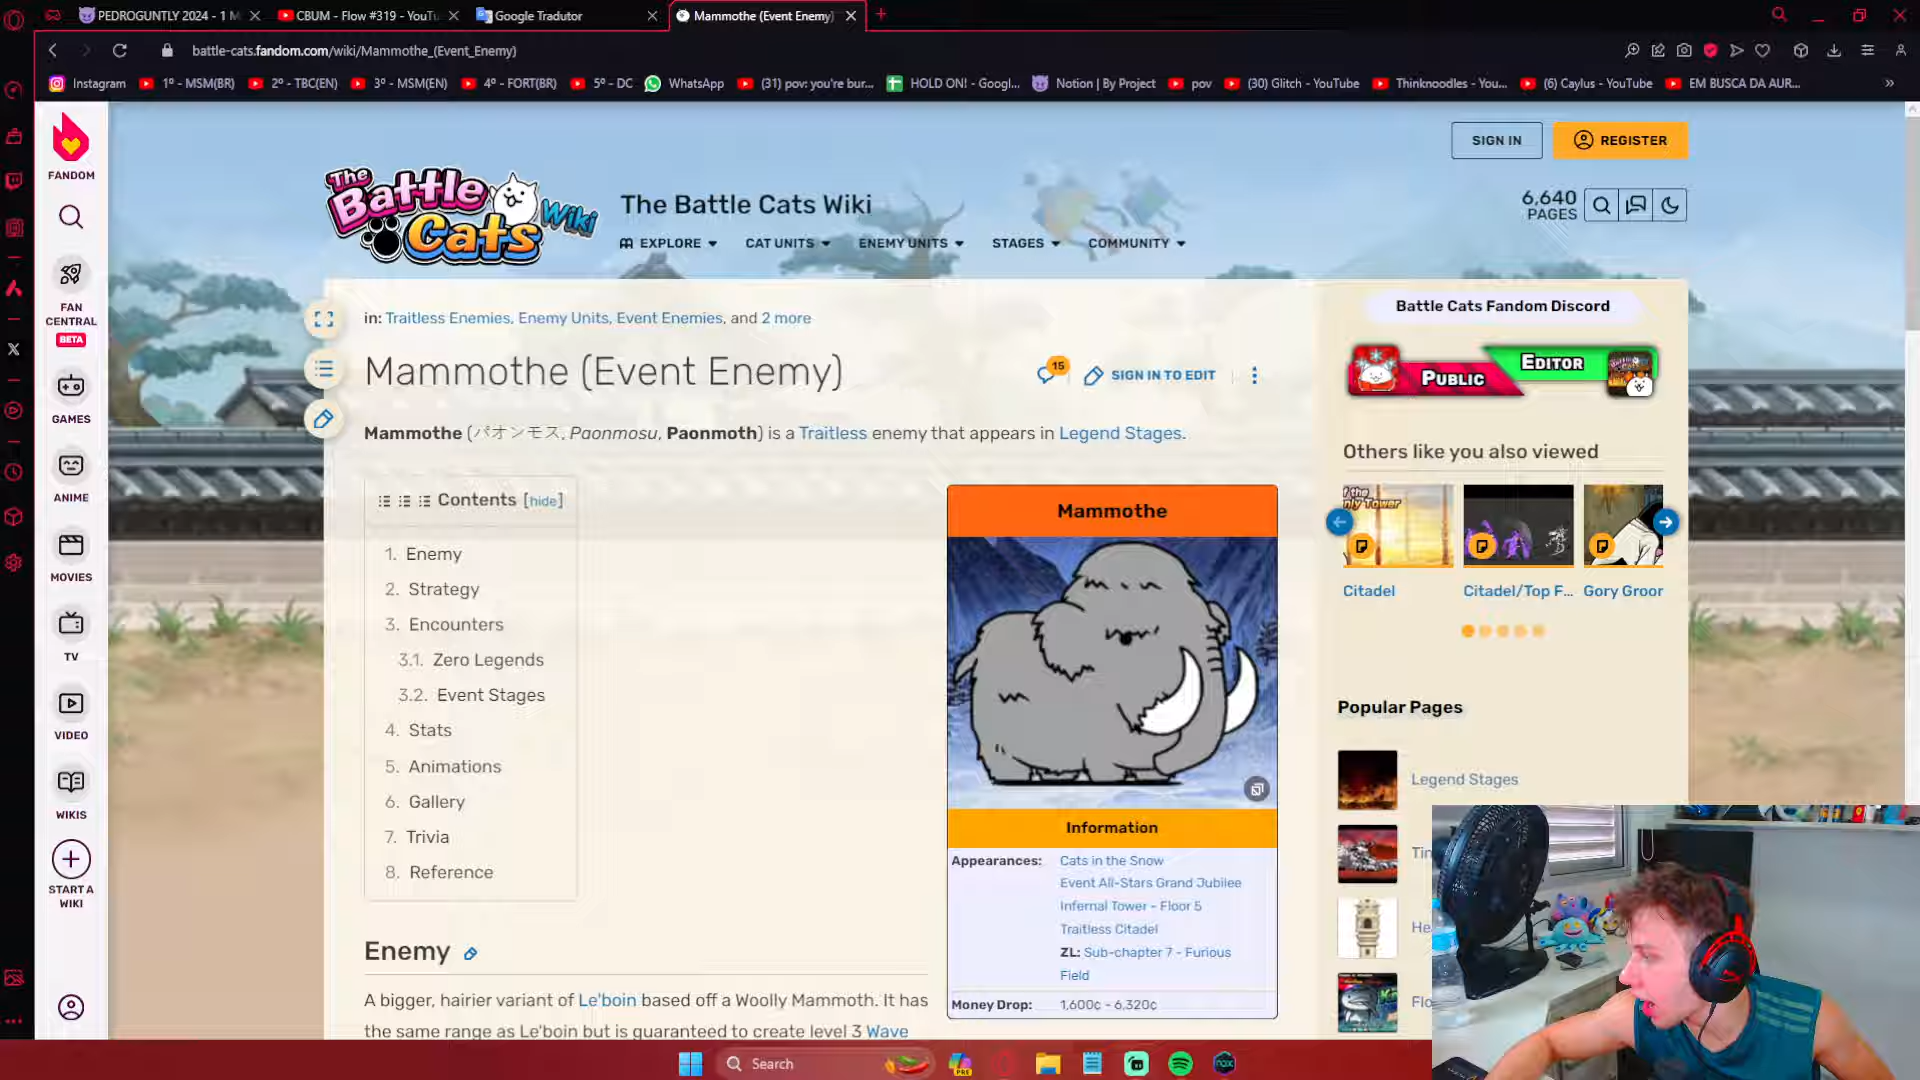 PEDROGUNTLY 2024 - 1 M
CBUM - Flow #319 - YouTu
Google Tradutor
Mammothe (Event Enemy)
battle-cats.fandom.com/wiki/Mammothe_(Event_Enemy)
Instagram
1º - MSM(BR)
2º - TBC(EN)
3º - MSM(EN)
4º - FORT(BR)
5º - DC
WhatsApp
(31) pov: you're bur...
HOLD ON! - Googl...
Notion | By Project
pov
(30) Glitch - YouTube
Thinknoodles - You...
(6) Caylus - YouTube
EM BUSCA DA AUR...
FANDOM
FAN CENTRAL
BETA
GAMES
ANIME
MOVIES
TV
VIDEO
WIKIS
START A WIKI
SIGN IN
REGISTER
The Battle Cats Wiki
The Battle Cats Wiki
6,640
PAGES
EXPLORE
CAT UNITS
ENEMY UNITS
STAGES
COMMUNITY
in: Traitless Enemies, Enemy Units, Event Enemies, and 2 more
Mammothe (Event Enemy)
15
SIGN IN TO EDIT
Mammothe (パオンモス, Paonmosu, Paonmoth) is a Traitless enemy that appears in Legend Stages.
Contents [hide]
1. Enemy
2. Strategy
3. Encounters
3.1. Zero Legends
3.2. Event Stages
4. Stats
5. Animations
6. Gallery
7. Trivia
8. Reference
Mammothe
Information
Appearances: Cats in the Snow
Event All-Stars Grand Jubilee
Infernal Tower - Floor 5
Traitless Citadel
ZL: Sub-chapter 7 - Furious
Field
Money Drop: 1,600¢ - 6,320¢
Enemy
A bigger, hairier variant of Le'boin based off a Woolly Mammoth. It has
the same range as Le'boin but is guaranteed to create level 3 Wave
Battle Cats Fandom Discord
PUBLIC
EDITOR
Others like you also viewed
Citadel
Citadel/Top F...
Gory Groor
Popular Pages
Legend Stages
Tin
He
Flo
Search
PRE